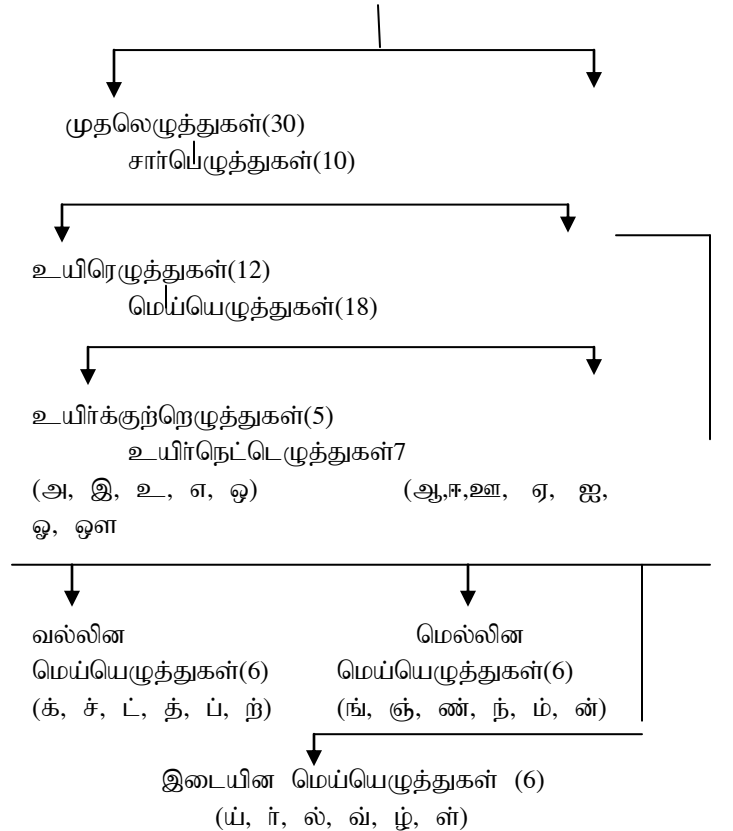 முதலெழுத்துகள்(30)
சார்பெழுத்துகள்(10)
உயிரெழுத்துகள்(12)
மெய்யெழுத்துகள்(18)
உயிர்க்குற்றெழுத்துகள்(5)
உயிர்நெட்டெழுத்துகள்7
(அ, இ, உ, எ, ஒ) (ஆ,ஈ,ஊ, ஏ, ஐ,
ஓ, ஔ
வல்லின மெல்லின
மெய்யெழுத்துகள்(6) மெய்யெழுத்துகள்(6)
(க், ச், ட், த், ப், ற்) (ங், ஞ், ண், ந், ம், ன்)
இடையின மெய்யெழுத்துகள் (6)
(ய், ர், ல், வ், ழ், ள்)